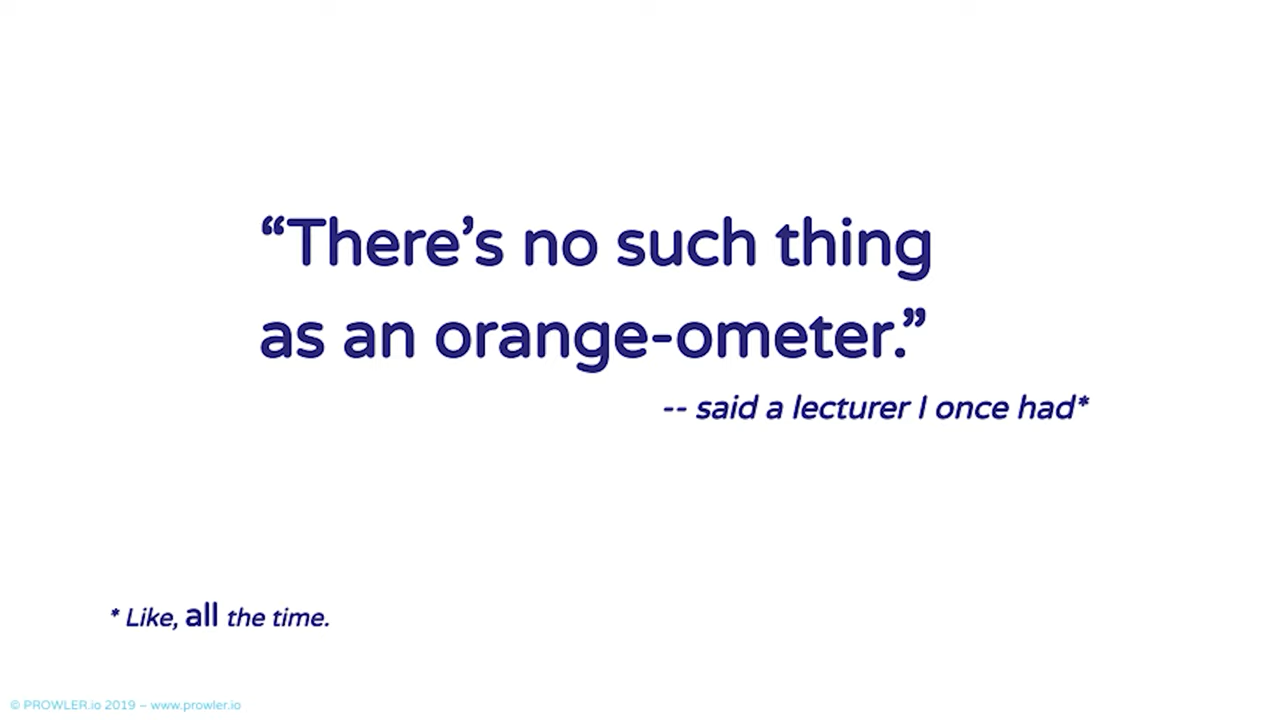 “There’s no such thing
as an orange-ometer.”
-- said a lecturer I once had*
* Like, all the time.
© PROWLER.io 2019 – www.prowler.io